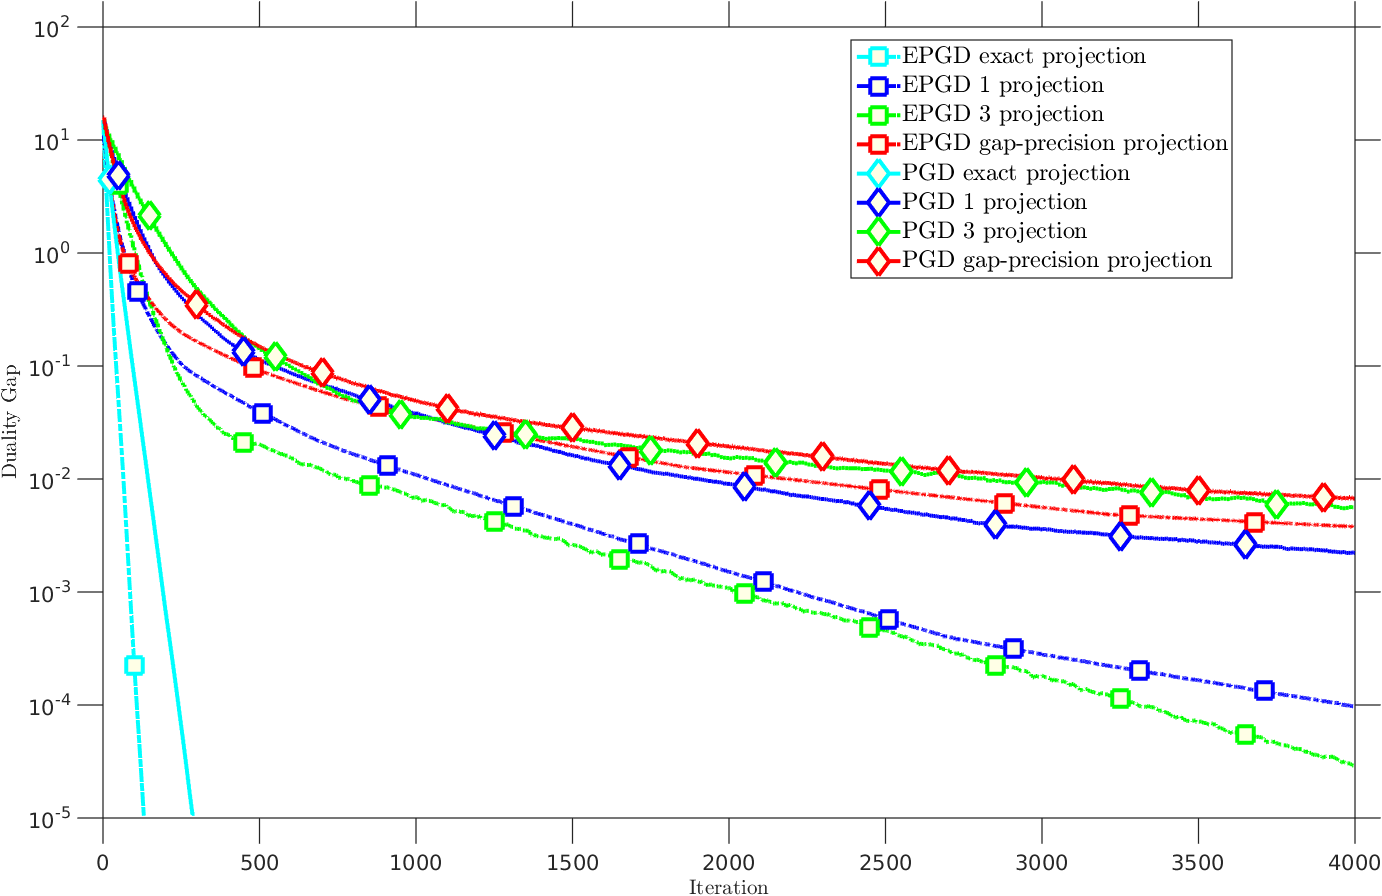 10^2
10^1
10^0
10^-1
10^-2
10^-3
10^-4
10^-5
Duality Gap
EPGD exact projection
EPGD 1 projection
EPGD 3 projection
EPGD gap-precision projection
PGD exact projection
PGD 1 projection
PGD 3 projection
PGD gap-precision projection
0 500 1000 1500 2000 2500 3000 3500 4000
Iteration